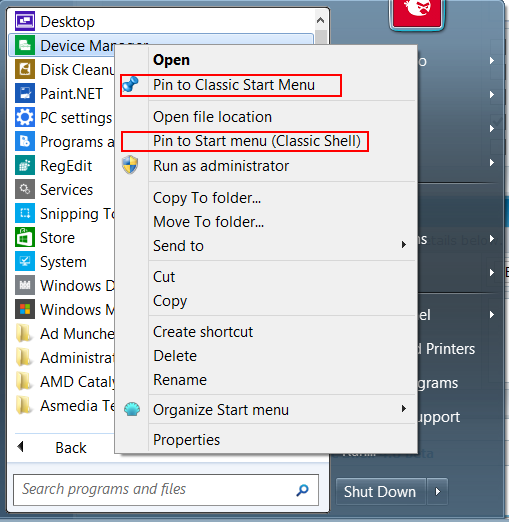 Desktop
Device Manager
Disk Cleanu
Paint.NET
PC settings
Programs a
RegEdit
Services
Snipping To
Store
System
Windows D
Windows M
Ad Munche
Administrat
AMD Cataly
Asmedia Te
Back
Search programs and files
Open
Pin to Classic Start Menu
Open file location
Pin to Start menu (Classic Shell)
Run as administrator
Copy To folder...
Move To folder...
Send to
Cut
Copy
Create shortcut
Delete
Rename
Organize Start menu
Properties
Printers
upport
Shut Down